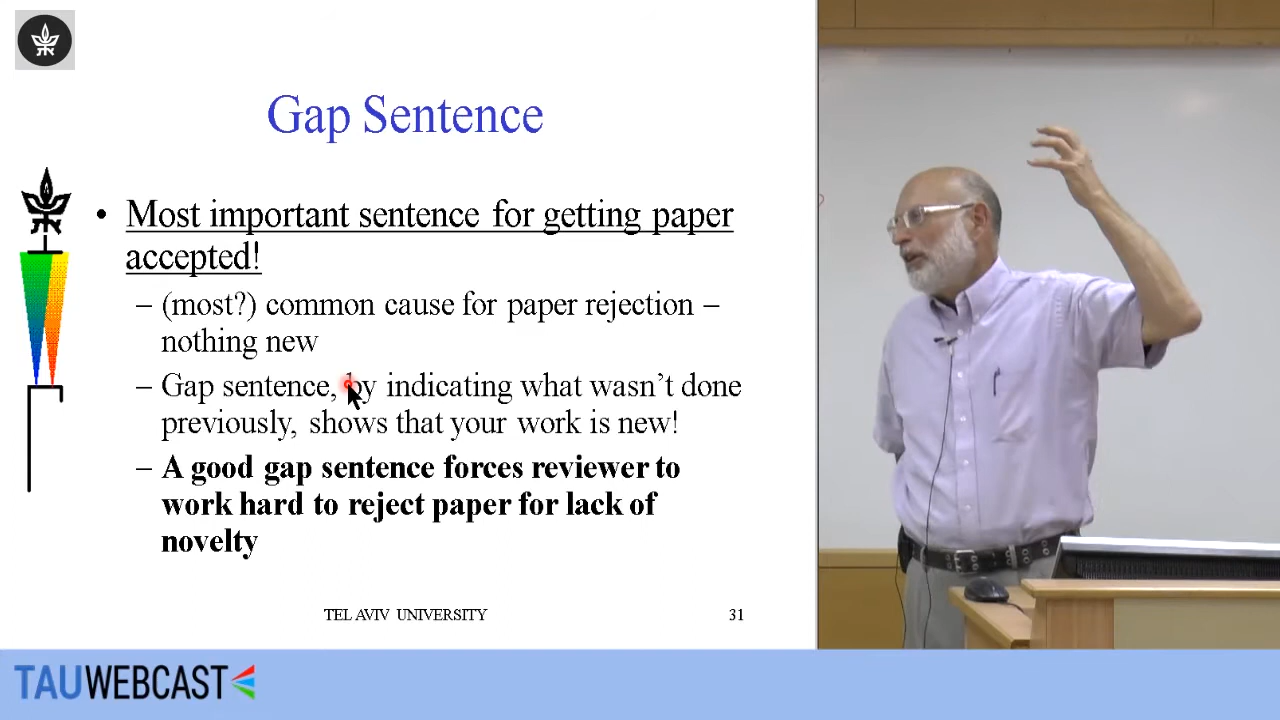 Gap Sentence
• Most important sentence for getting paper
accepted!
– (most?) common cause for paper rejection –
nothing new
– Gap sentence, by indicating what wasn't done
previously, shows that your work is new!
– A good gap sentence forces reviewer to
work hard to reject paper for lack of
novelty
TEL AVIV UNIVERSITY
31
TAUWEBCAST